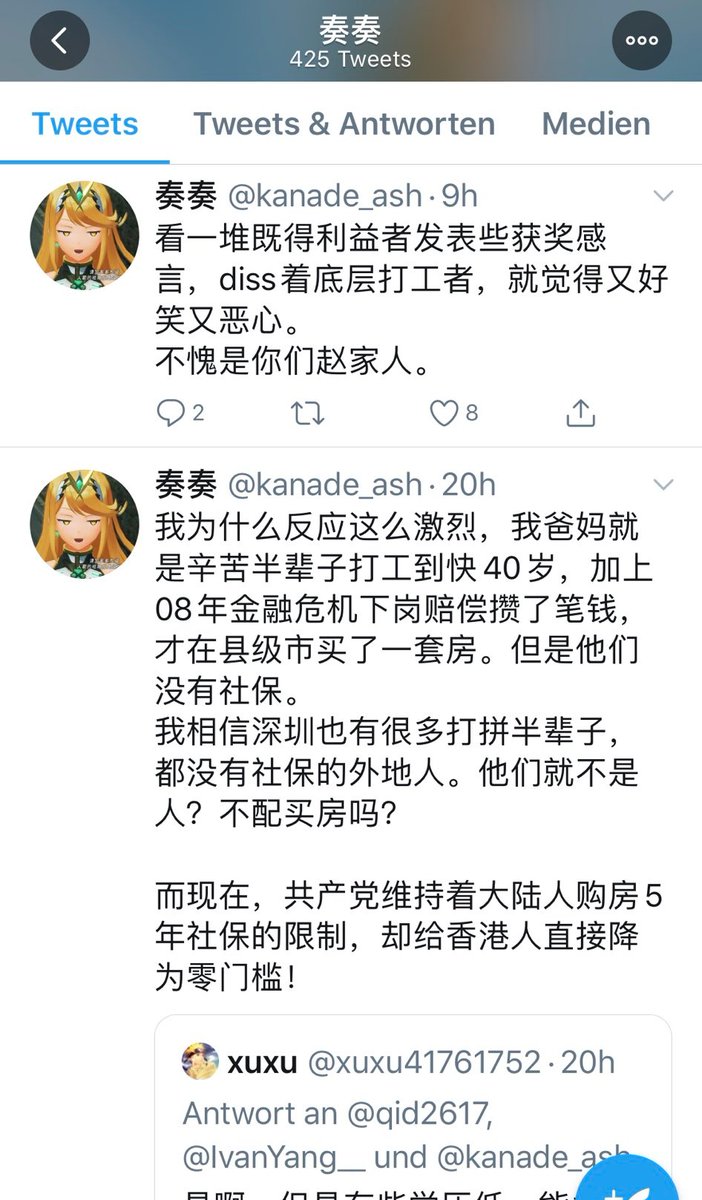 奏奏
425 Tweets
Tweets
Tweets & Antworten
Medien
奏奏 @kanade_ash · 9h
看一堆既得利益者发表些获奖感
言，diss着底层打工者，就觉得又好
笑又恶心。
不愧是你们赵家人。
2
8
奏奏 @kanade_ash · 20h
我为什么反应这么激烈，我爸妈就
是辛苦半辈子打工到快40岁，加上
08年金融危机下岗赔偿攒了笔钱，
才在县级市买了一套房。但是他们
没有社保。
我相信深圳也有很多打拼半辈子，
都没有社保的外地人。他们就不是
人？不配买房吗？
而现在，共产党维持着大陆人购房5
年社保的限制，却给香港人直接降
为零门槛！
xuxu @xuxu41761752 · 20h
Antwort an @qid2617,
@IvanYang__ und @kanade_ash